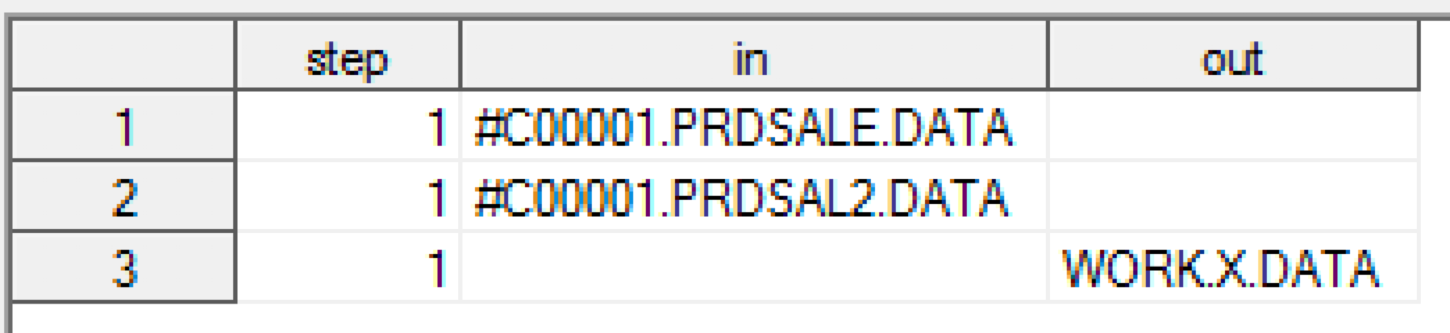 step in out
1 1 #C00001.PRDSALE.DATA
2 1 #C00001.PRDSAL2.DATA
3 1 WORK.X.DATA